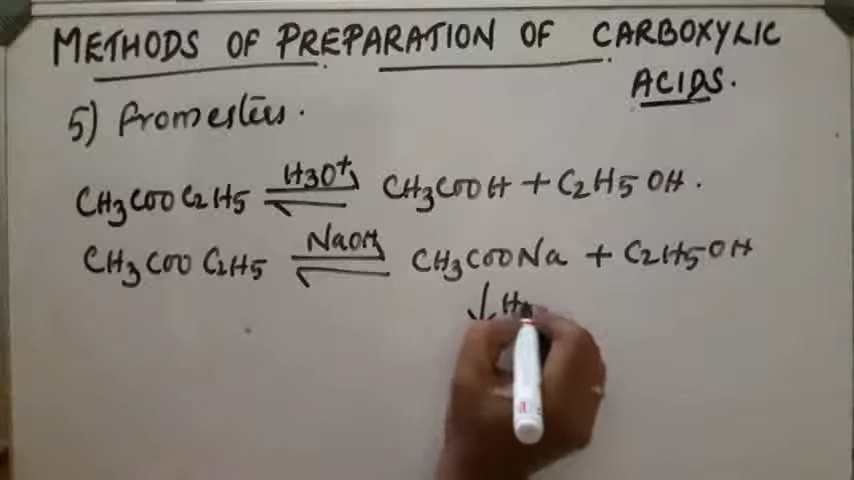 METHODS OF PREPARATION OF CARBOXYLIC
ACIDS.
5) From esters.
CH3COOC2H5 ⇌ H3O+ CH3COOH + C2H5OH.
CH3COOC2H5 ⇌ NaOH CH3COONa + C2H5OH
↓ H